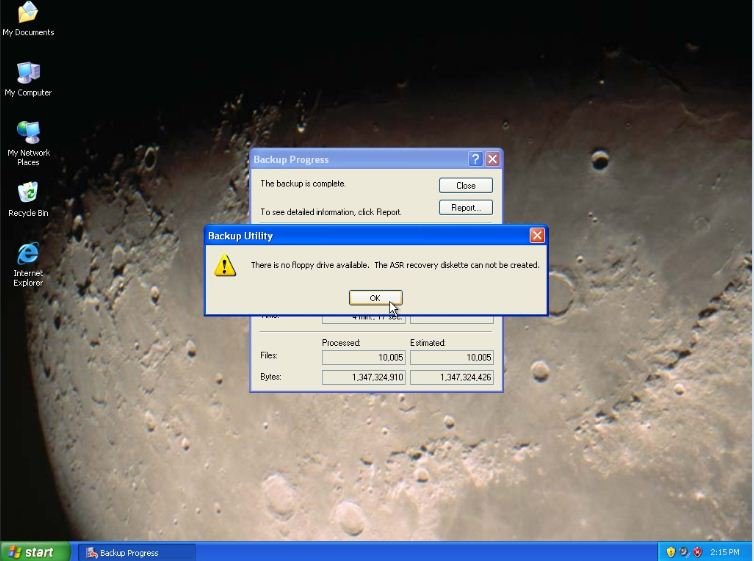 My Documents
My Computer
My Network
Places
Recycle Bin
Internet
Explorer
Backup Progress
The backup is complete.
Close
To see detailed information, click Report.
Report...
Backup Utility
There is no floppy drive available. The ASR recovery diskette can not be created.
OK
Processed:
Estimated:
Files:
10,005
10,005
Bytes:
1,347,324,910
1,347,324,426
start
Backup Progress
2:15 PM